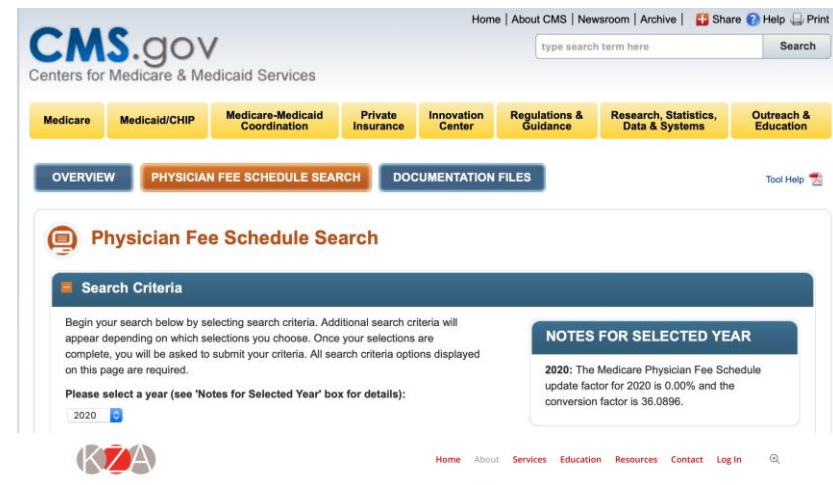 Home | About CMS | Newsroom | Archive | Share Help Print
CMS.gov
type search term here
Search
Centers for Medicare & Medicaid Services
Medicare
Medicaid/CHIP
Medicare-Medicaid
Coordination
Private
Insurance
Innovation
Center
Regulations &
Guidance
Research, Statistics,
Data & Systems
Outreach &
Education
OVERVIEW
PHYSICIAN FEE SCHEDULE SEARCH
DOCUMENTATION FILES
Tool Help
Physician Fee Schedule Search
Search Criteria
Begin your search below by selecting search criteria. Additional search criteria will
appear depending on which selections you choose. Once your selections are
complete, you will be asked to submit your criteria. All search criteria options displayed
on this page are required.
Please select a year (see 'Notes for Selected Year' box for details):
2020
NOTES FOR SELECTED YEAR
2020: The Medicare Physician Fee Schedule
update factor for 2020 is 0.00% and the
conversion factor is 36.0896.
KZA
Home About Services Education Resources Contact Log In